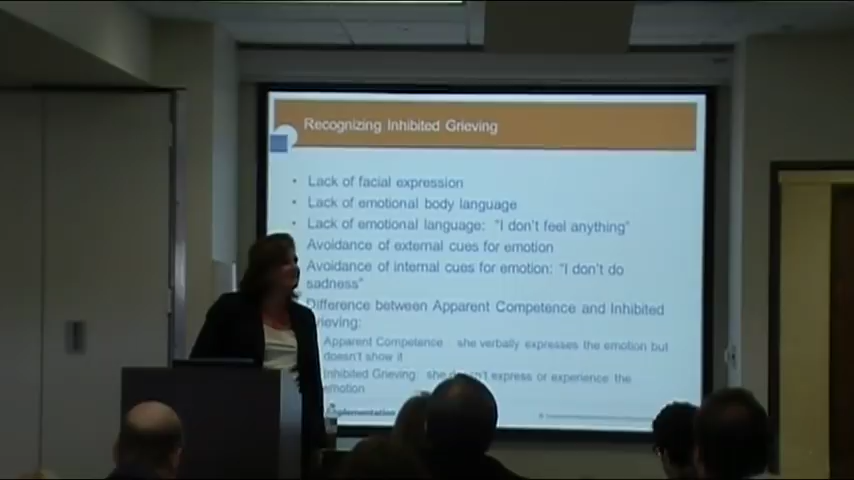 Recognizing Inhibited Grieving
• Lack of facial expression
• Lack of emotional body language
• Lack of emotional language: "I don't feel anything"
Avoidance of external cues for emotion
Avoidance of internal cues for emotion: "I don't do
sadness"
Difference between Apparent Competence and Inhibited
rieving:
Apparent Competence she verbally expresses the emotion but
doesn't show it
Inhibited Grieving: she doesn't express or experience the
emotion